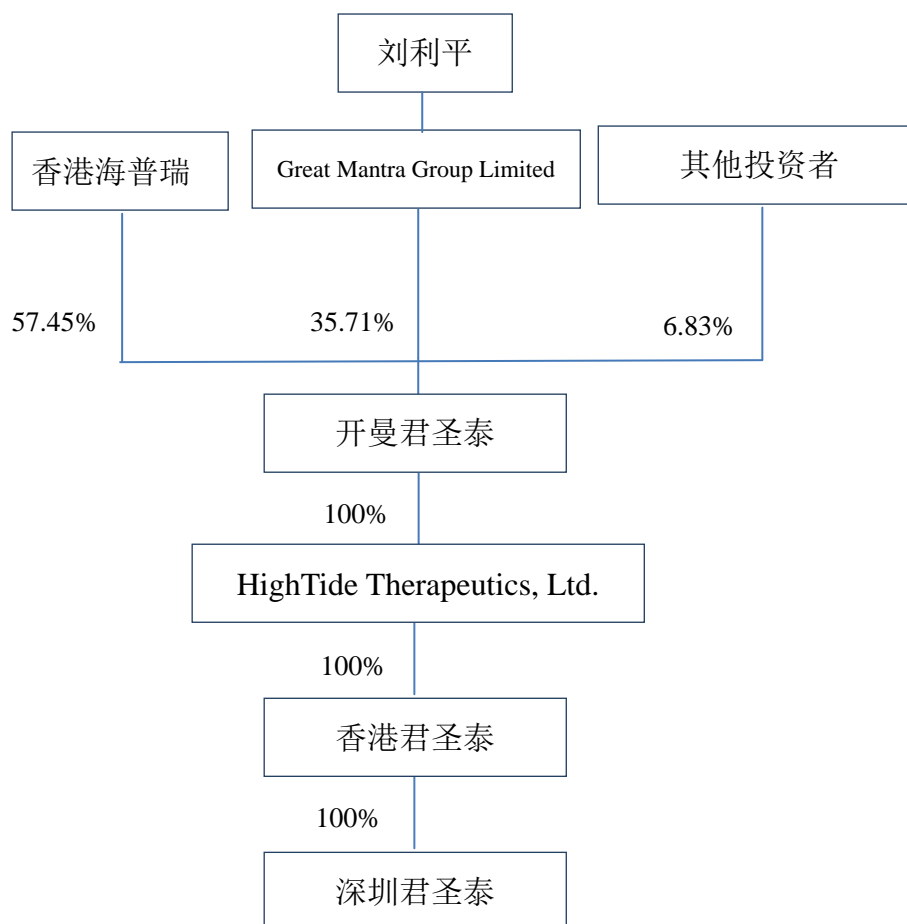 刘利平
香港海普瑞
Great Mantra Group Limited
其他投资者
57.45%
35.71%
6.83%
开曼君圣泰
100%
HighTide Therapeutics, Ltd.
100%
香港君圣泰
100%
深圳君圣泰